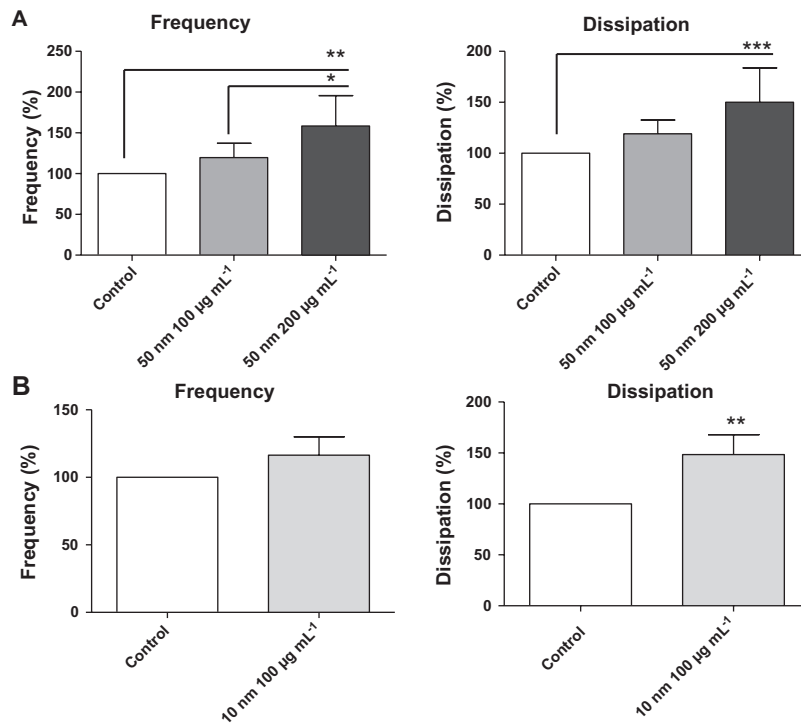 A
Frequency
Frequency (%)
250
200
150
100
50
0
**
*
Control
50 nm 100 µg mL-1
50 nm 200 µg mL-1
Dissipation
Dissipation (%)
200
150
100
50
0
***
Control
50 nm 100 µg mL-1
50 nm 200 µg mL-1
B
Frequency
Frequency (%)
150
100
50
0
Control
10 nm 100 µg mL-1
Dissipation
Dissipation (%)
200
150
100
50
0
**
Control
10 nm 100 µg mL-1